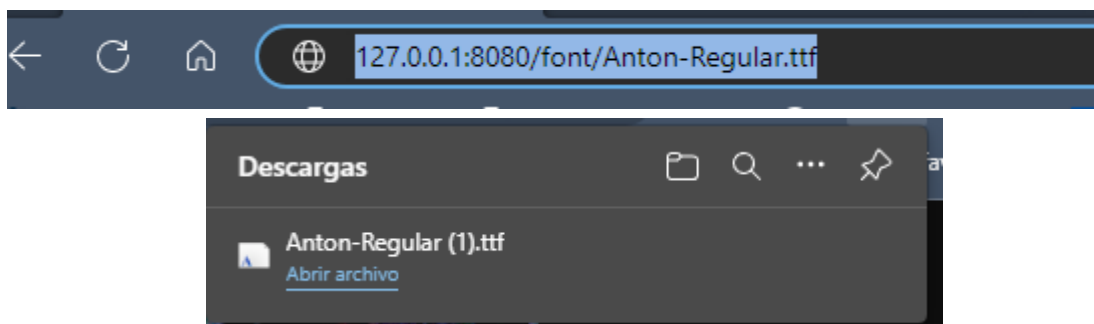 127.0.0.1:8080/font/Anton-Regular.ttf
Descargas
Anton-Regular (1).ttf
Abrir archivo